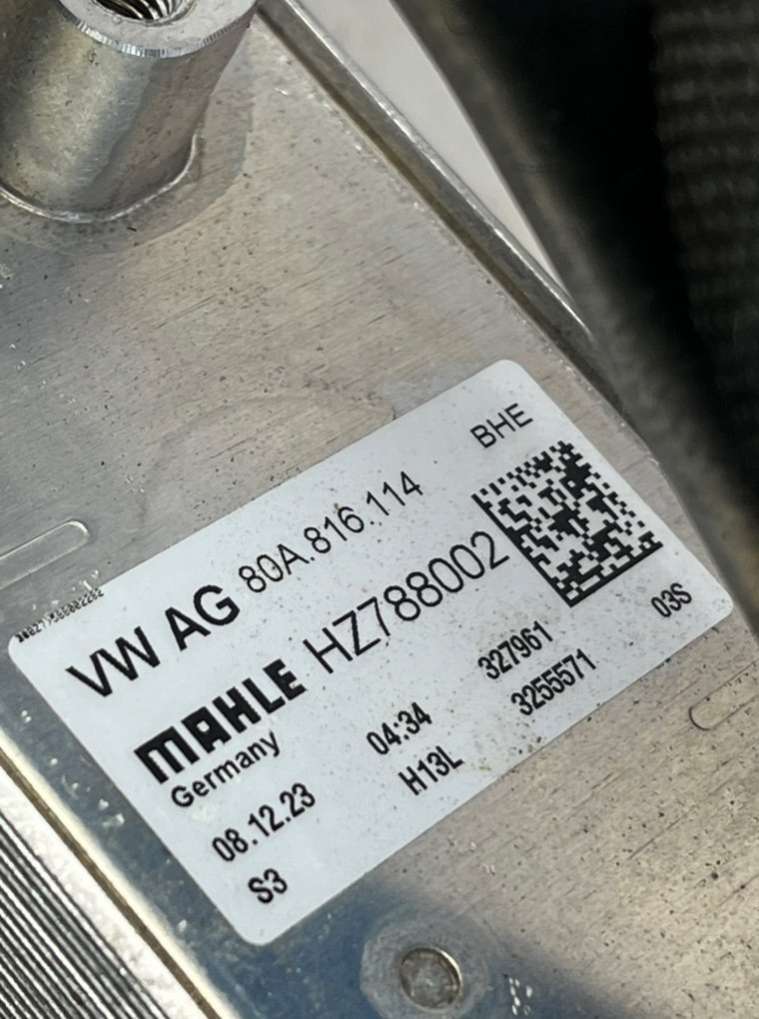 BHE
VW AG 80A.816.114
MAHLE HZ788002
Germany
08.12.23 04:34 327961
S3 H13L 3255571 03S